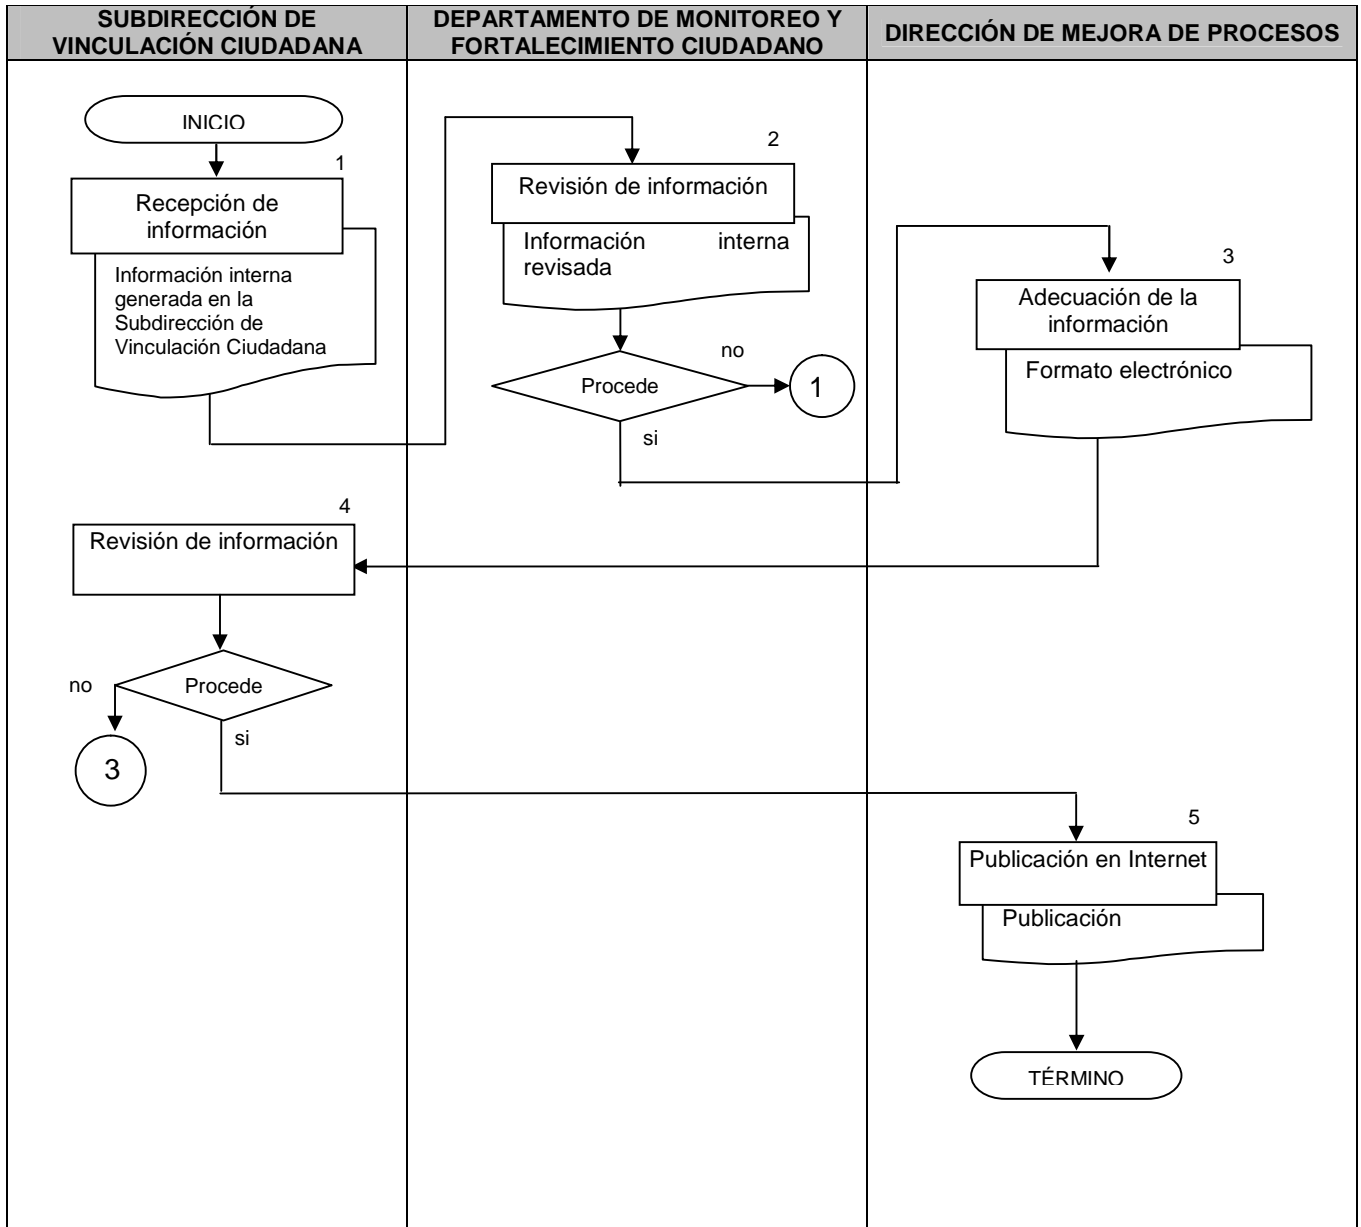 SUBDIRECCIÓN DE
VINCULACIÓN CIUDADANA
DEPARTAMENTO DE MONITOREO Y
FORTALECIMIENTO CIUDADANO
DIRECCIÓN DE MEJORA DE PROCESOS
INICIO
1
Recepción de
información
Información interna
generada en la
Subdirección de
Vinculación Ciudadana
2
Revisión de información
Información interna
revisada
Procede
no
1
si
3
Adecuación de la
información
Formato electrónico
4
Revisión de información
Procede
no
3
si
5
Publicación en Internet
Publicación
TÉRMINO